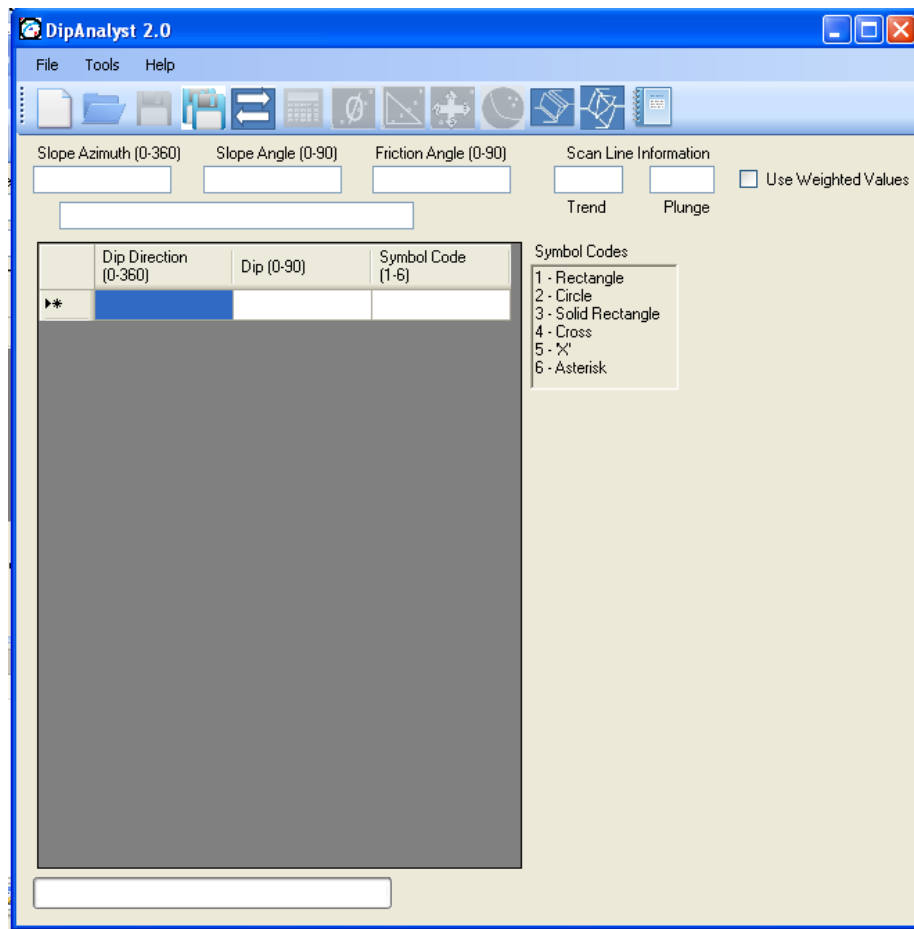 DipAnalyst 2.0
File Tools Help
Slope Azimuth (0-360) Slope Angle (0-90) Friction Angle (0-90) Scan Line Information
Use Weighted Values
Trend Plunge
Dip Direction
(0-360)
Dip (0-90)
Symbol Code
(1-6)
Symbol Codes
1 - Rectangle
2 - Circle
3 - Solid Rectangle
4 - Cross
5 - 'X'
6 - Asterisk